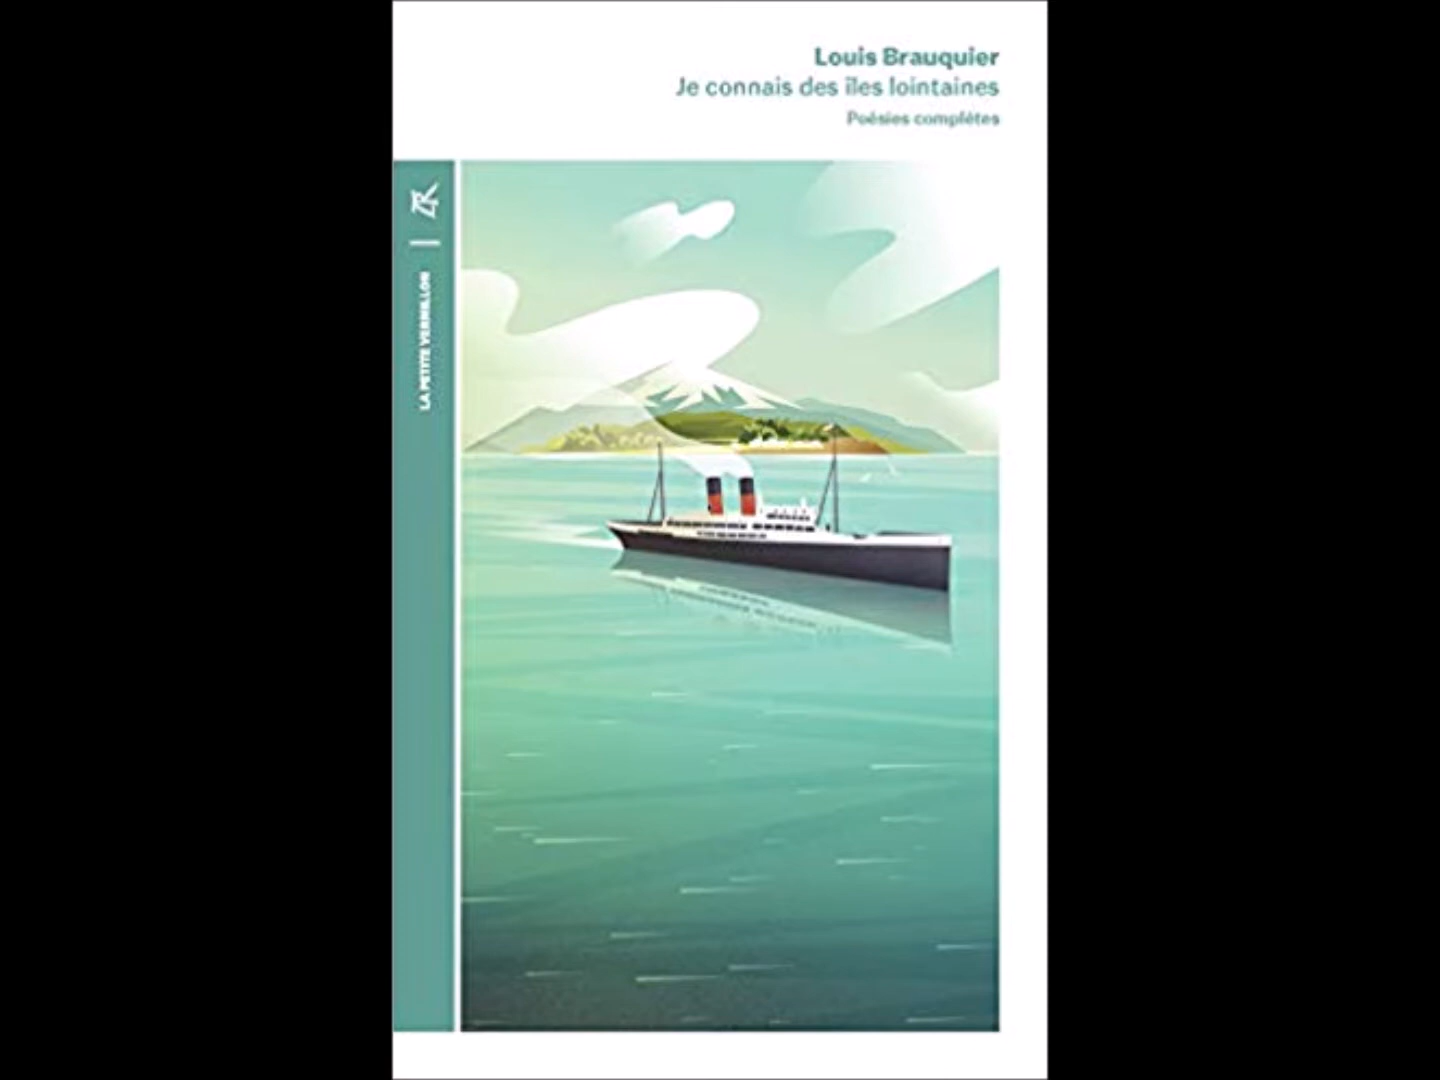 Louis Brauquier
Je connais des îles lointaines
Poésies complètes
LA PETITE VERMILLON